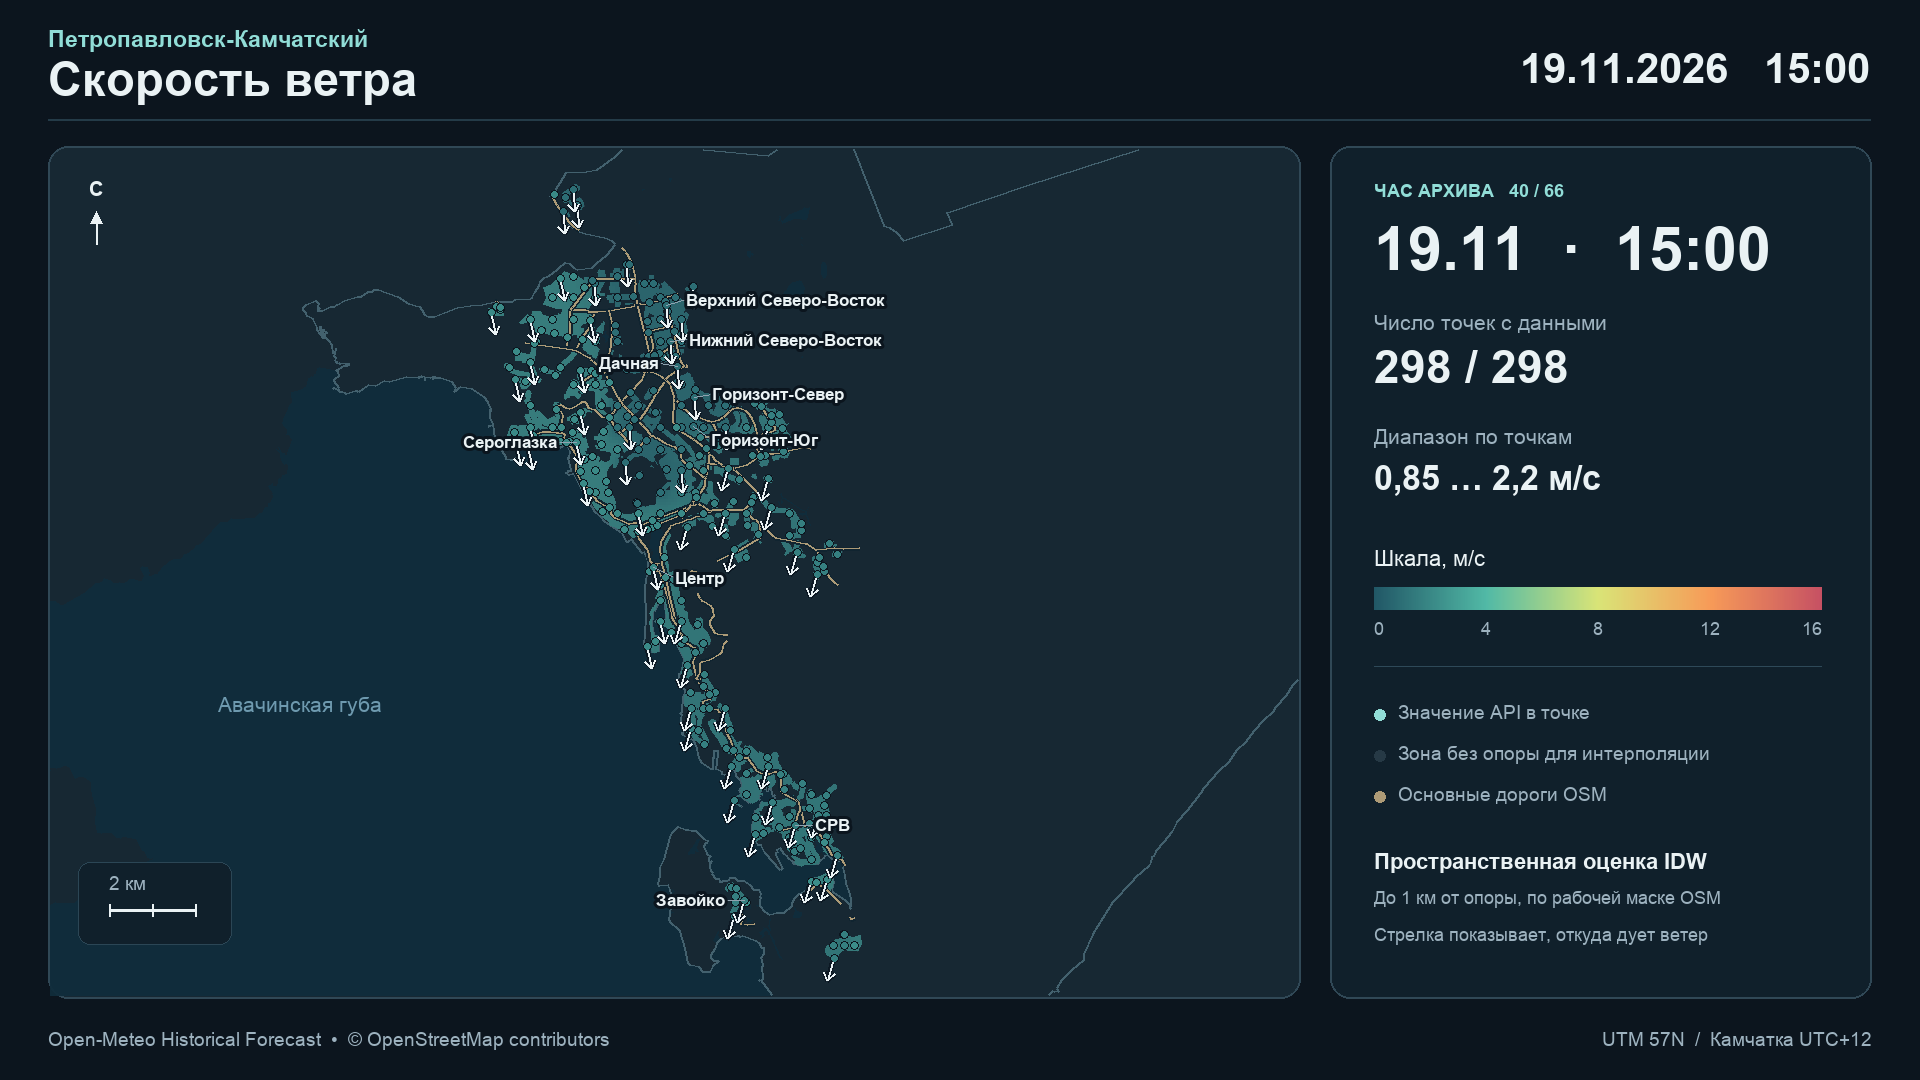 Петропавловск-Камчатский
Скорость ветра
19.11.2026 15:00
С
Верхний Северо-Восток
Нижний Северо-Восток
Дачная
Горизонт-Север
Горизонт-Юг
Сероглазка
Центр
Авачинская губа
СРВ
Завойко
2 км
ЧАС АРХИВА 40 / 66
19.11 · 15:00
Число точек с данными
298 / 298
Диапазон по точкам
0,85 … 2,2 м/с
Шкала, м/с
0 4 8 12 16
Значение API в точке
Зона без опоры для интерполяции
Основные дороги OSM
Пространственная оценка IDW
До 1 км от опоры, по рабочей маске OSM
Стрелка показывает, откуда дует ветер
Open-Meteo Historical Forecast • © OpenStreetMap contributors
UTM 57N / Камчатка UTC+12